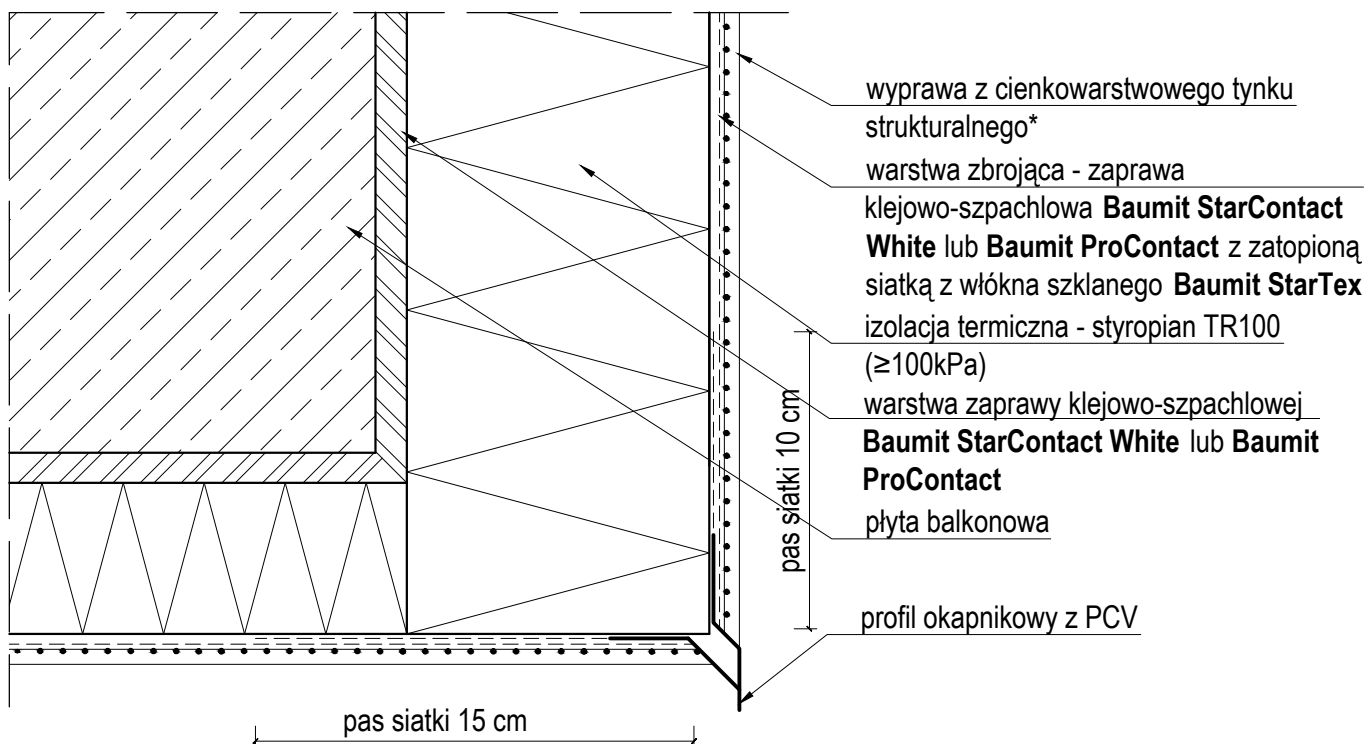 wyprawa z cienkowarstwowego tynku
strukturalnego*
warstwa zbrojąca - zaprawa
klejowo-szpachlowa Baumit StarContact
White lub Baumit ProContact z zatopioną
siatką z włókna szklanego Baumit StarTex
izolacja termiczna - styropian TR100
(≥100kPa)
warstwa zaprawy klejowo-szpachlowej
Baumit StarContact White lub Baumit
ProContact
płyta balkonowa
pas siatki 10 cm
profil okapnikowy z PCV
pas siatki 15 cm